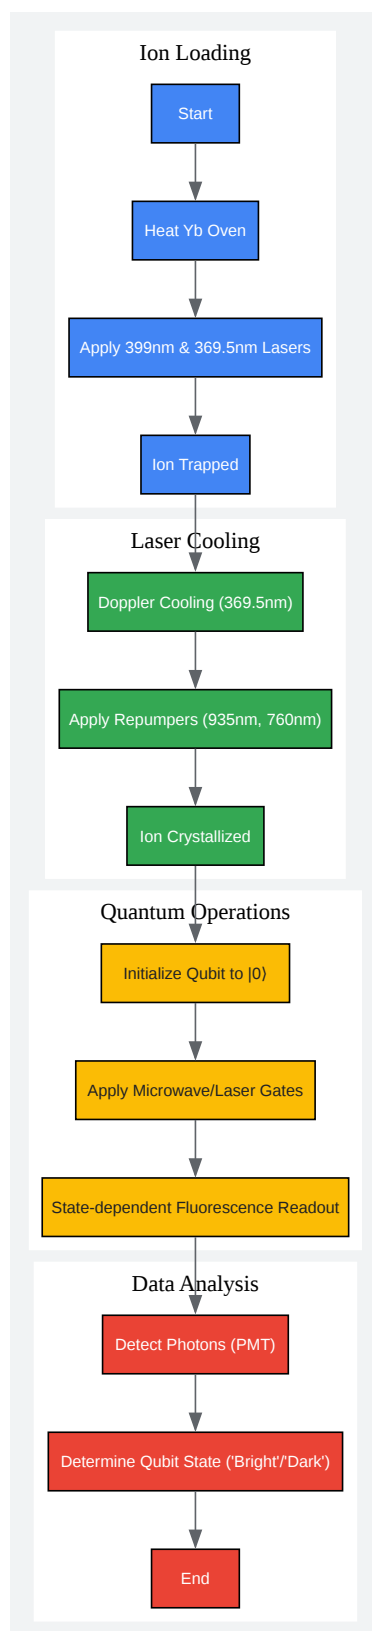 Ion Loading
Start
Heat Yb Oven
Apply 399nm & 369.5nm Lasers
Ion Trapped
Laser Cooling
Doppler Cooling (369.5nm)
Apply Repumpers (935nm, 760nm)
Ion Crystallized
Quantum Operations
Initialize Qubit to |0⟩
Apply Microwave/Laser Gates
State-dependent Fluorescence Readout
Data Analysis
Detect Photons (PMT)
Determine Qubit State ('Bright'/'Dark')
End